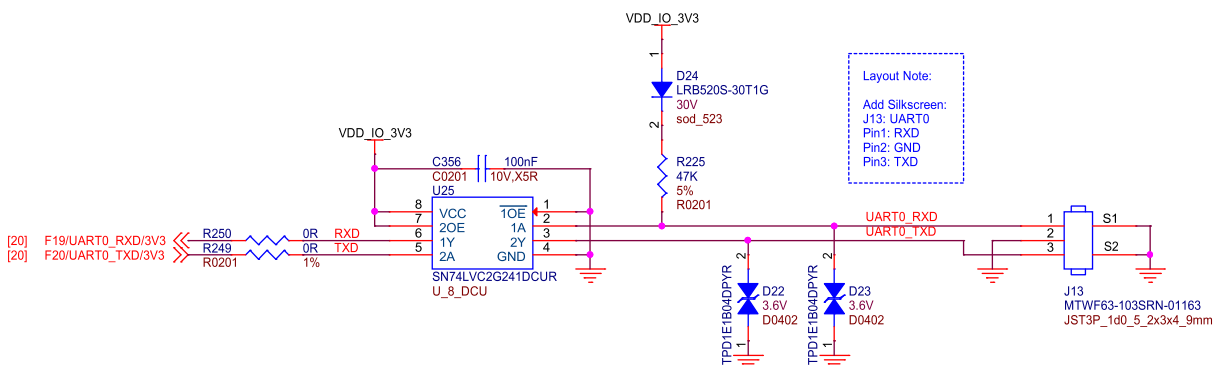 VDD_IO_3V3
1
D24
LRB520S-30T1G
30V
sod_523
2
R225
47K
5%
R0201
Layout Note:
Add Silkscreen:
J13: UART0
Pin1: RXD
Pin2: GND
Pin3: TXD
VDD_IO_3V3
C356 100nF
C0201 10V,X5R
U25
8 VCC 1OE 1
7 2OE 1A 2
6 1Y 2Y 3
5 2A GND 4
SN74LVC2G241DCUR
U_8_DCU
[20] F19/UART0_RXD/3V3 R250 0R RXD
[20] F20/UART0_TXD/3V3 R249 0R TXD
R0201 1%
UART0_RXD
UART0_TXD
2
D22
3.6V
D0402
TPD1E1B04DPYR
1
2
D23
3.6V
D0402
TPD1E1B04DPYR
1
1 S1
2
3 S2
J13
MTWF63-103SRN-01163
JST3P_1d0_5_2x3x4_9mm